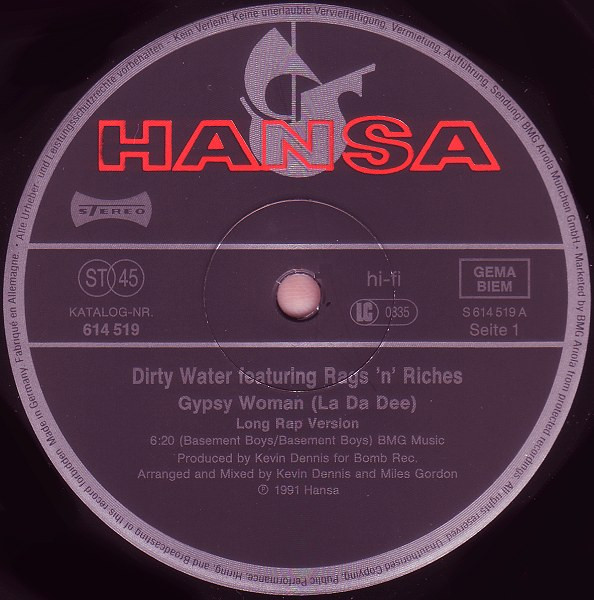 HANSA
STEREO
ST 45
KATALOG-NR.
614 519
hi-fi
LC 0835
GEMA
BIEM
S 614 519 A
Seite 1
Dirty Water featuring Rags 'n' Riches
Gypsy Woman (La Da Dee)
Long Rap Version
6:20 (Basement Boys/Basement Boys) BMG Music
Produced by Kevin Dennis for Bomb Rec.
Arranged and Mixed by Kevin Dennis and Miles Gordon
℗ 1991 Hansa
Made in Germany. Fabriqué en Allemagne. • Alle Urheber- und Leistungsschutzrechte vorbehalten - Kein Verleih! Keine unerlaubte Vervielfältigung, Vermietung, Aufführung, Sendung! BMG Ariola München GmbH. • Marketed by BMG Ariola from protected recordings. All rights reserved. Unauthorised Copying, Public Performance, Hiring, and Broadcasting of this record forbidden.